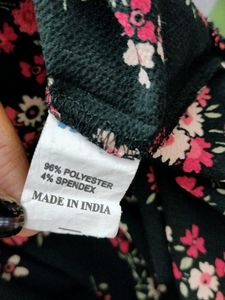 96% POLYESTER
4% SPENDEX
MADE IN INDIA